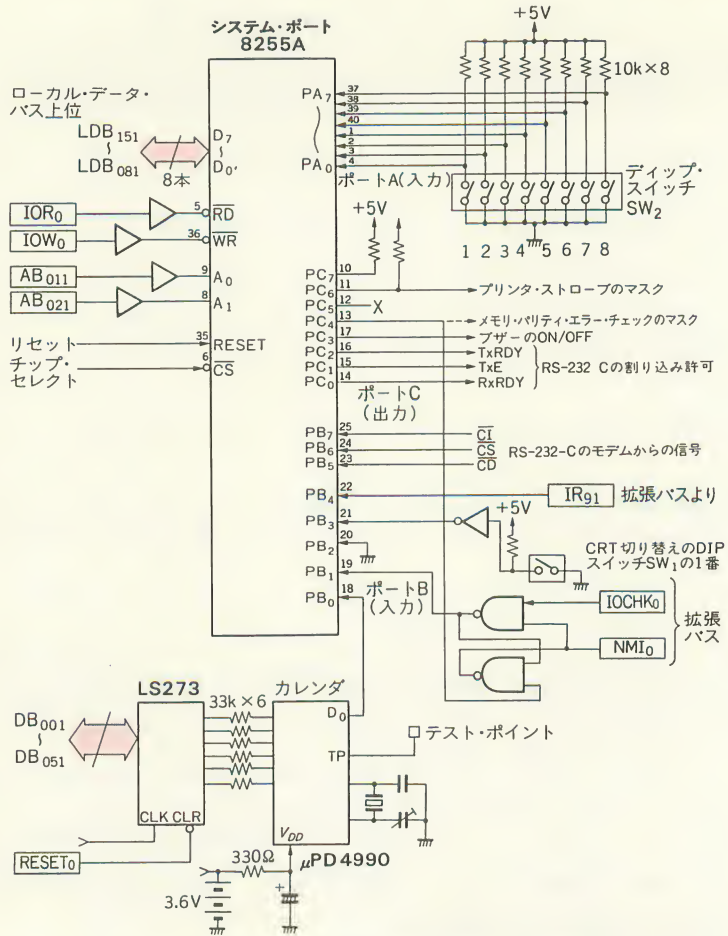 システム・ポート
8255A
+5V
10k×8
ローカル・データ・
バス上位
LDB151
〜
LDB081
8本
D7
〜
D0'
PA7
〜
PA0
37
38
39
40
1
2
3
4
ポートA(入力)
ディップ・
スイッチ
SW2
1 2 3 4 5 6 7 8
IOR0
5
RD
IOW0
36
WR
AB011
9
A0
AB021
8
A1
リセット
35
RESET
チップ・
セレクト
6
CS
+5V
PC7
10
PC6
11
プリンタ・ストローブのマスク
PC5
12
X
PC4
13
メモリ・パリティ・エラー・チェックのマスク
PC3
17
ブザーのON/OFF
PC2
16
TxRDY
PC1
15
TxE
RS-232 Cの割り込み許可
PC0
14
RxRDY
ポートC
(出力)
PB7
25
CI
PB6
24
CS
RS-232-Cのモデムからの信号
PB5
23
CD
PB4
22
IR91
拡張バスより
PB3
21
+5V
PB2
20
CRT切り替えのDIP
スイッチSW1の1番
PB1
19
ポートB
(入力)
PB0
18
IOCHK0
NMI0
拡張
バス
LS273
33k×6
カレンダ
DB001
〜
DB051
D0
TP
テスト・ポイント
CLK
CLR
VDD
μPD4990
RESET0
330Ω
3.6V
+